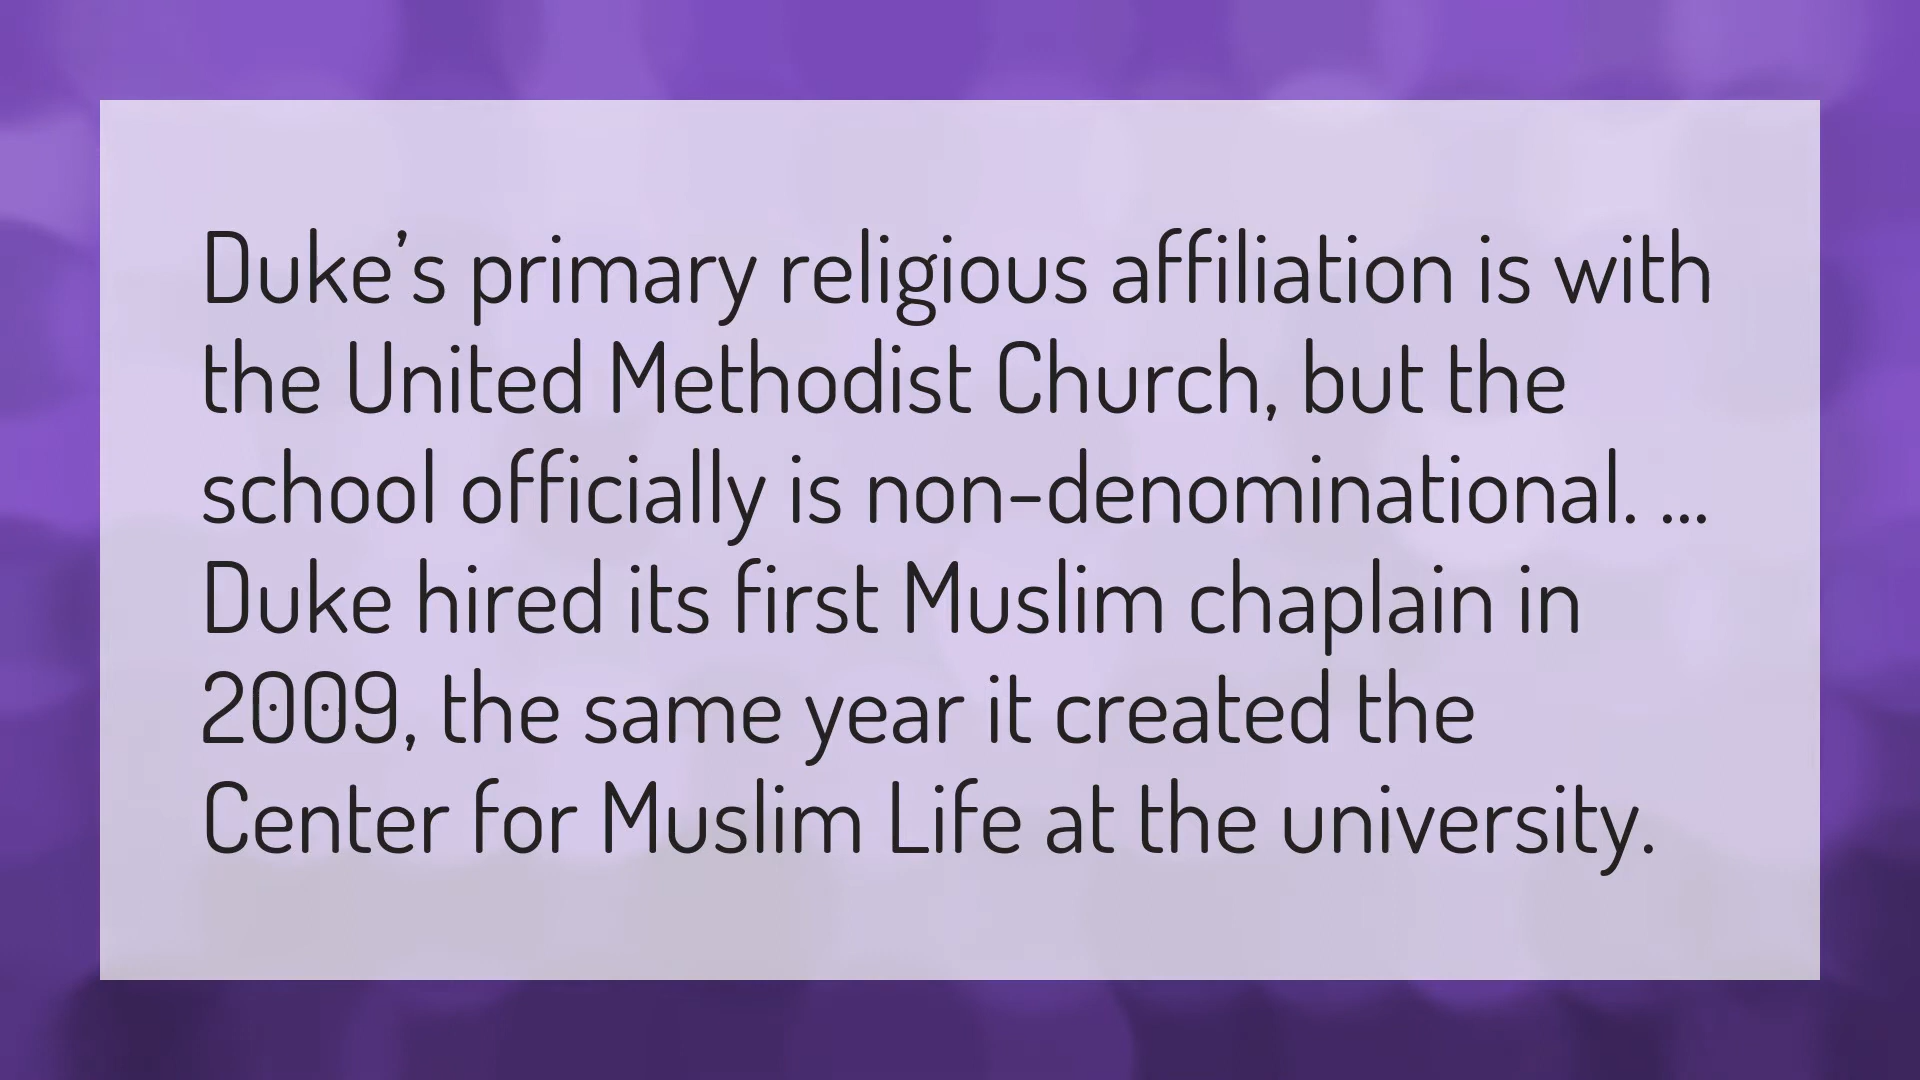 Duke’s primary religious affiliation is with
the United Methodist Church, but the
school officially is non-denominational. ...
Duke hired its first Muslim chaplain in
2009, the same year it created the
Center for Muslim Life at the university.